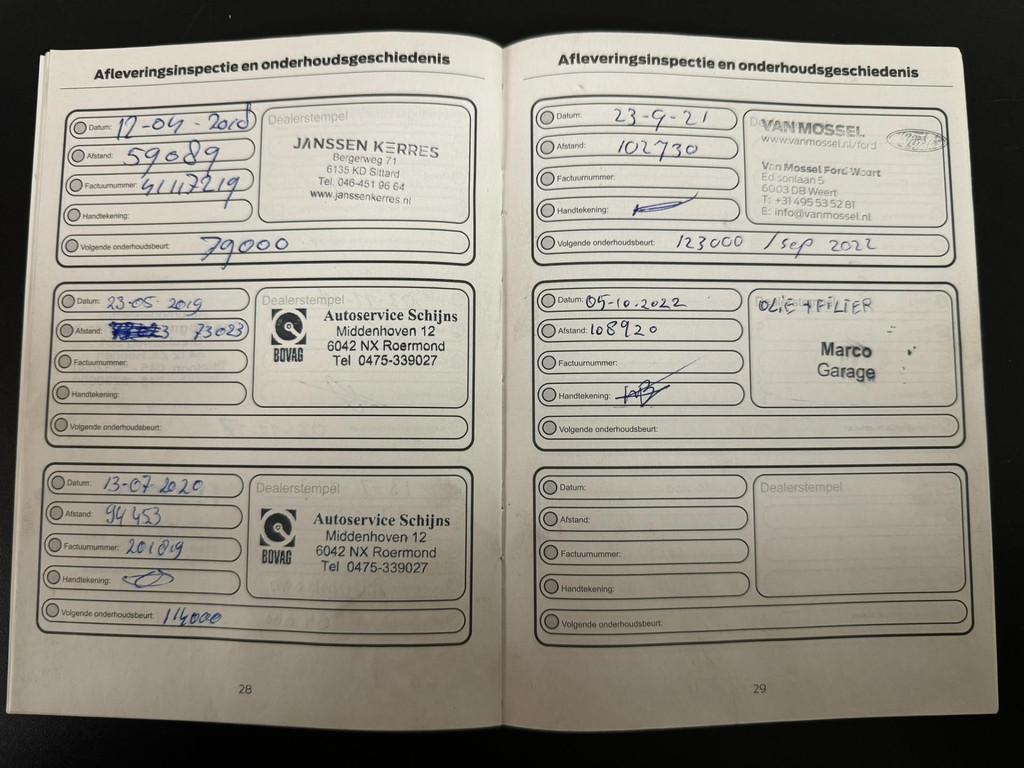 Afleveringsinspectie en onderhoudsgeschiedenis
Datum: 12-04-2018
Afstand: 59089
Factuurnummer: 41117219
Handtekening:
Volgende onderhoudsbeurt: 79000
Dealerstempel
JANSSEN KERRES
Bergerweg 71
6135 KD Sittard
Tel. 046-451 96 64
www.janssenkerres.nl
Datum: 23-05-2019
Afstand: 73023
Factuurnummer:
Handtekening:
Volgende onderhoudsbeurt:
Dealerstempel
BOVAG
Autoservice Schijns
Middenhoven 12
6042 NX Roermond
Tel 0475-339027
Datum: 13-07-2020
Afstand: 94453
Factuurnummer: 201819
Handtekening:
Volgende onderhoudsbeurt: 114000
Dealerstempel
BOVAG
Autoservice Schijns
Middenhoven 12
6042 NX Roermond
Tel 0475-339027
28
Afleveringsinspectie en onderhoudsgeschiedenis
Datum: 23-9-21
Afstand: 102730
Factuurnummer:
Handtekening:
Volgende onderhoudsbeurt: 123000 / sep 2022
VAN MOSSEL
www.vanmossel.nl/ford
Van Mossel Ford Weert
Edisonlaan 5
6003 DB Weert
T: +31 495 53 52 81
E: info@vanmossel.nl
Datum: 05-10-2022
Afstand: 108920
Factuurnummer:
Handtekening:
Volgende onderhoudsbeurt:
Dealerstempel
OLIE + FILTER
Marco
Garage
Datum:
Afstand:
Factuurnummer:
Handtekening:
Volgende onderhoudsbeurt:
Dealerstempel
29